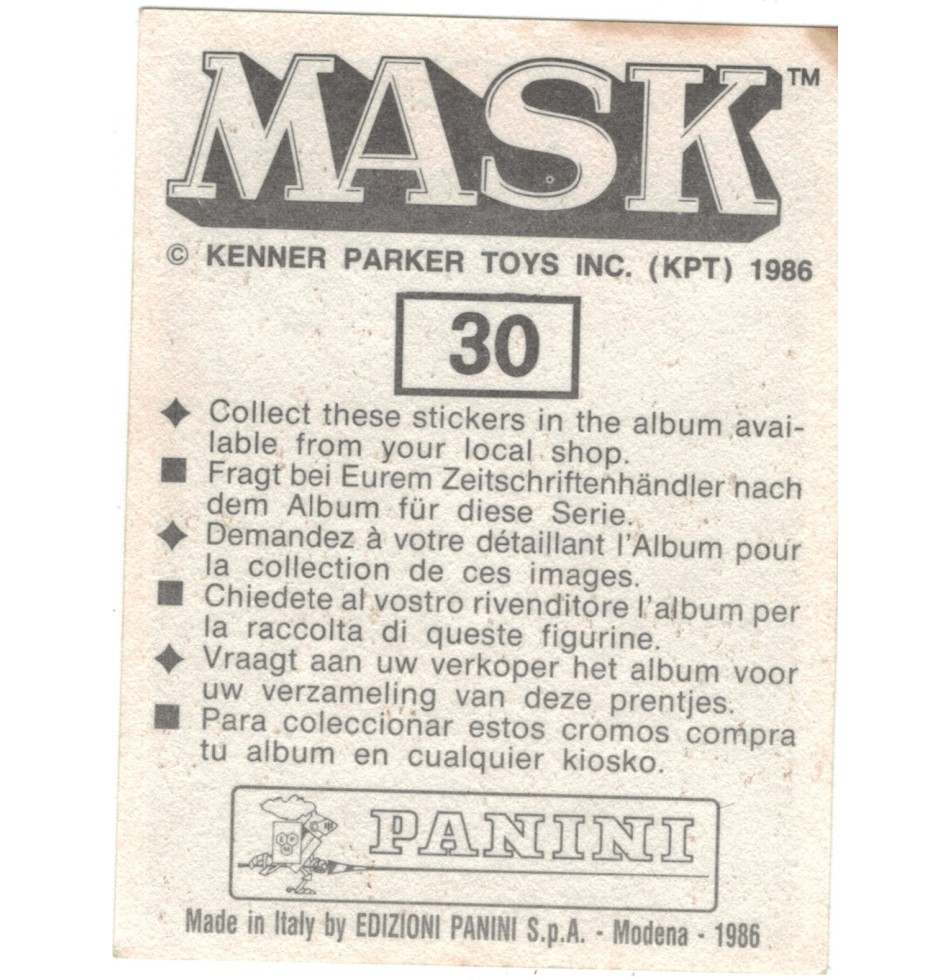 MASK™
© KENNER PARKER TOYS INC. (KPT) 1986
30
◆ Collect these stickers in the album avai-
lable from your local shop.
■ Fragt bei Eurem Zeitschriftenhändler nach
dem Album für diese Serie.
◆ Demandez à votre détaillant l'Album pour
la collection de ces images.
■ Chiedete al vostro rivenditore l'album per
la raccolta di queste figurine.
◆ Vraagt aan uw verkoper het album voor
uw verzameling van deze prentjes.
■ Para coleccionar estos cromos compra
tu album en cualquier kiosko.
PANINI
Made in Italy by EDIZIONI PANINI S.p.A. - Modena - 1986